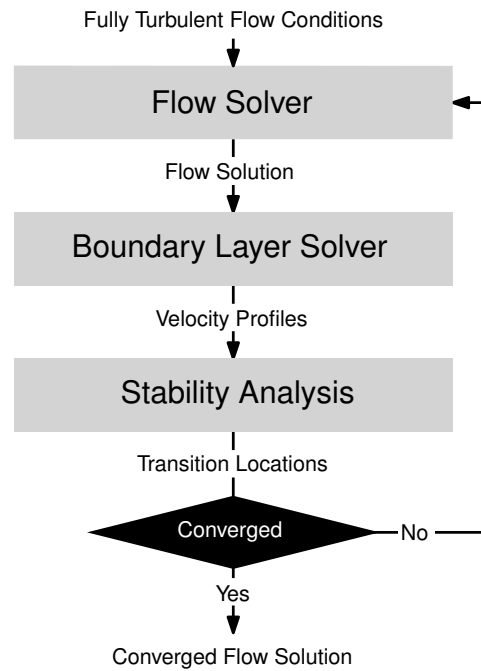 Fully Turbulent Flow Conditions
Flow Solver
Flow Solution
Boundary Layer Solver
Velocity Profiles
Stability Analysis
Transition Locations
Converged
No
Yes
Converged Flow Solution